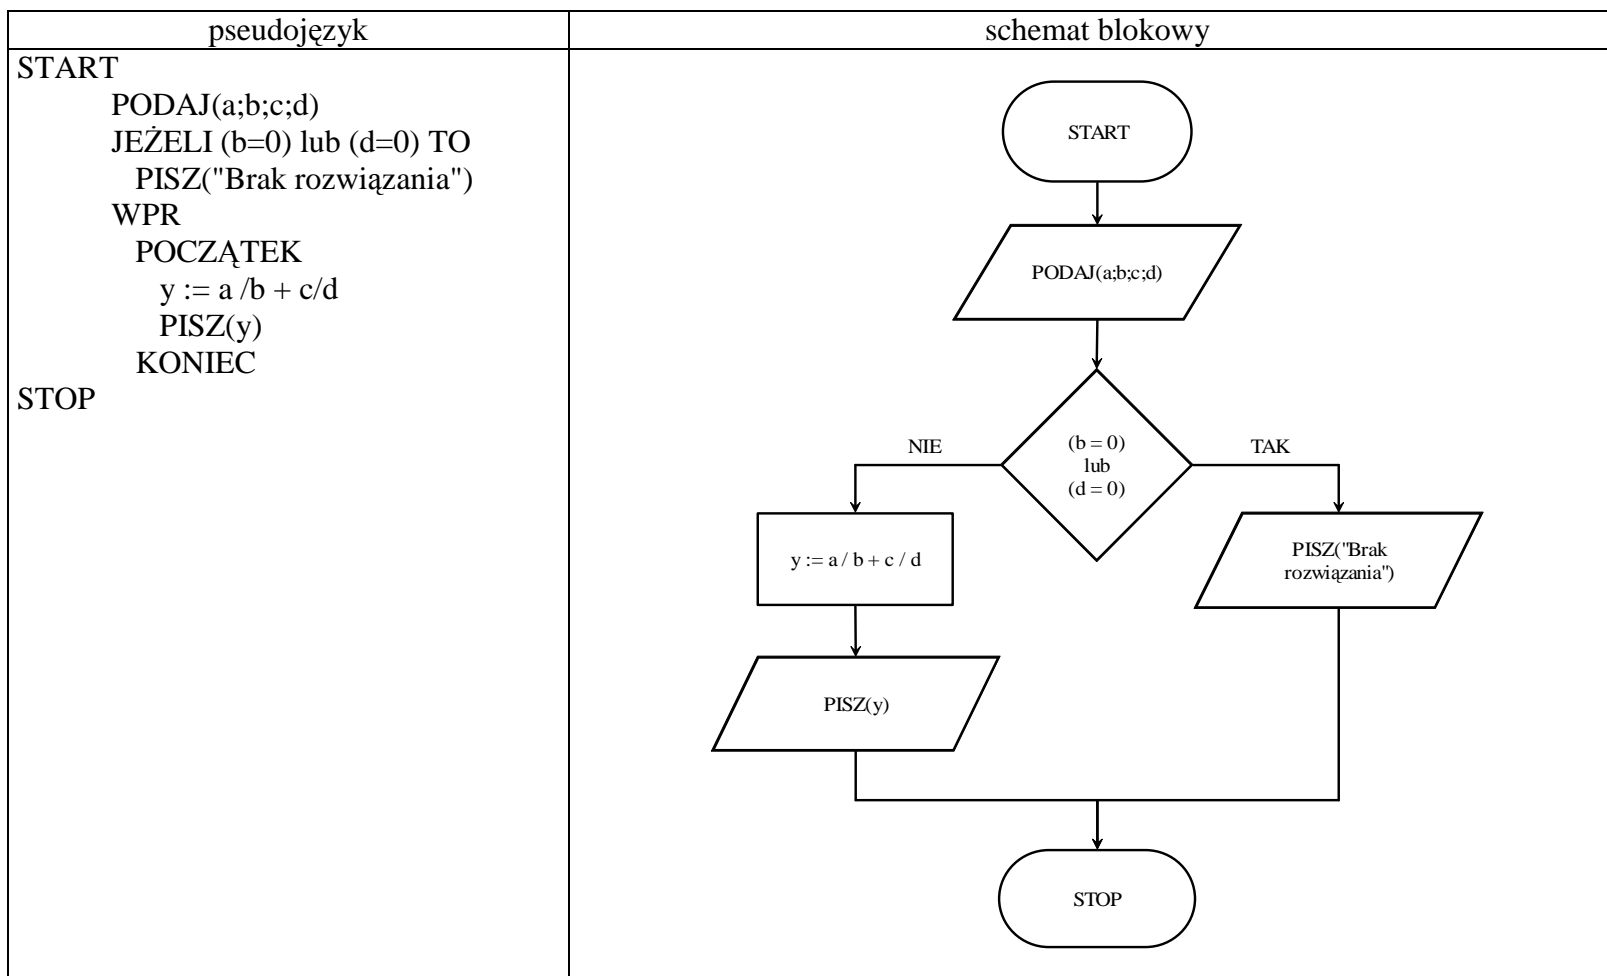 pseudojęzyk
schemat blokowy
START
PODAJ(a;b;c;d)
JEŻELI (b=0) lub (d=0) TO
PISZ("Brak rozwiązania")
WPR
POCZĄTEK
y := a /b + c/d
PISZ(y)
KONIEC
STOP
START
PODAJ(a;b;c;d)
(b = 0)
lub
(d = 0)
NIE
TAK
y := a / b + c / d
PISZ("Brak
rozwiązania")
PISZ(y)
STOP